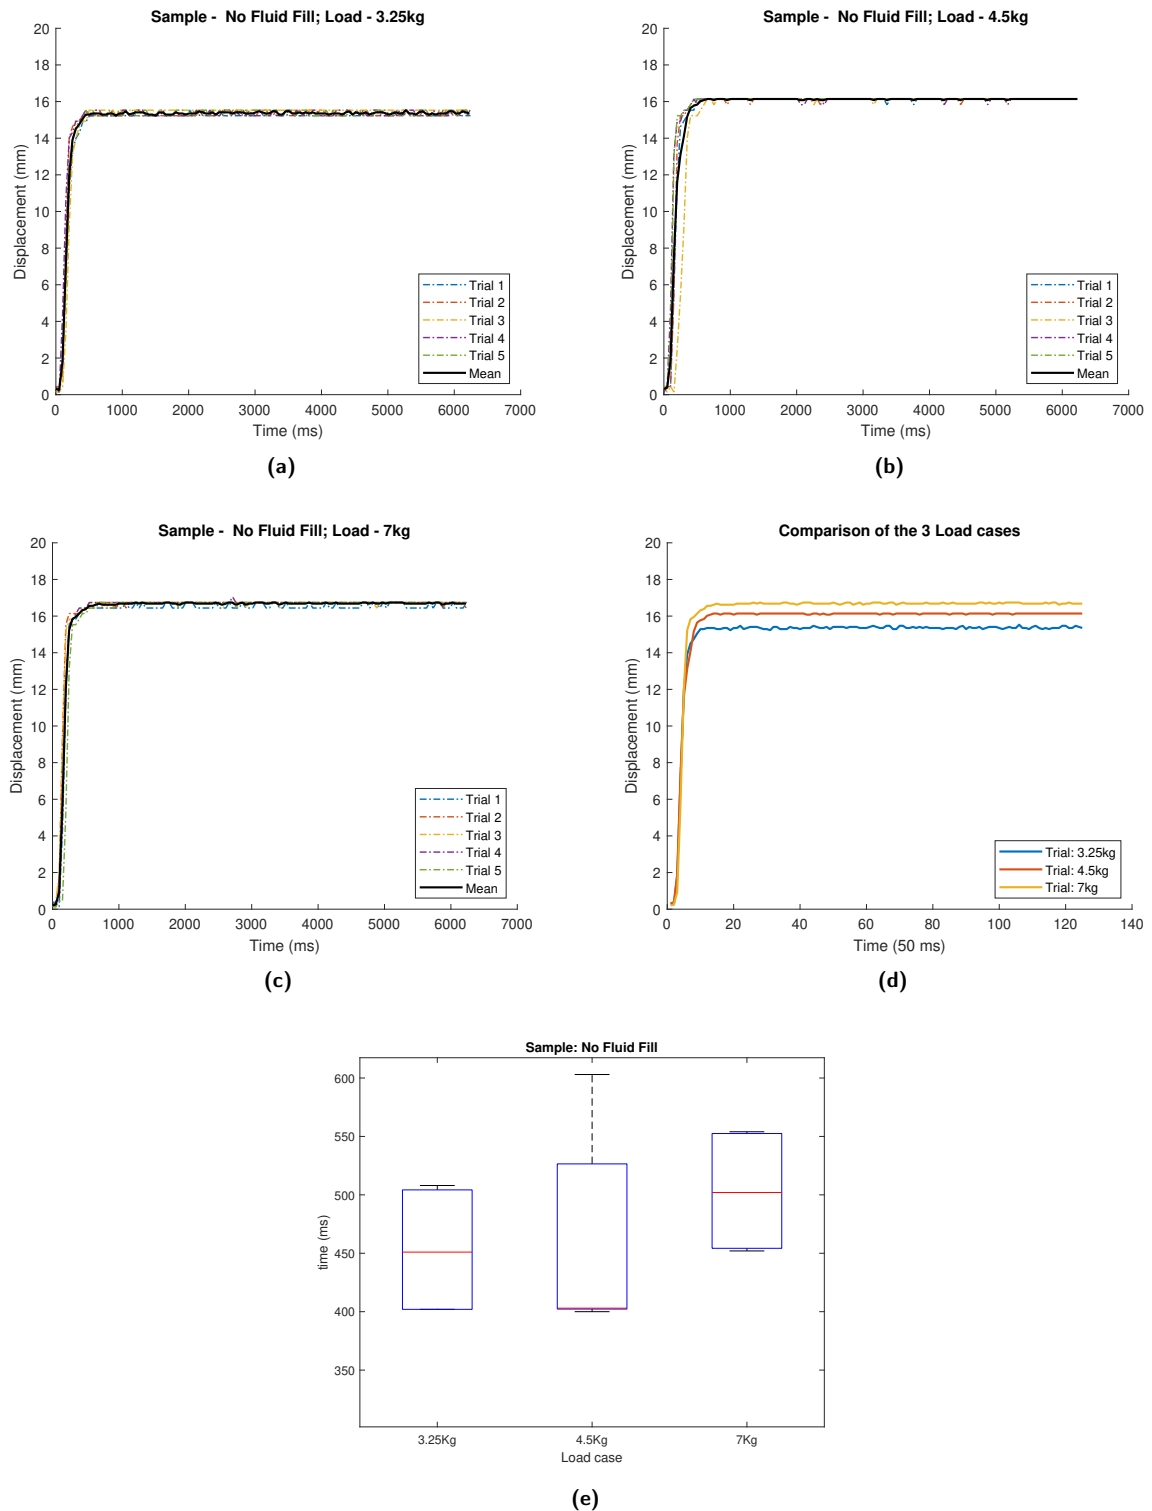 Sample -  No Fluid Fill; Load - 3.25kg
20
18
16
14
12
10
8
6
4
2
0
Displacement (mm)
0 1000 2000 3000 4000 5000 6000 7000
Time (ms)
Trial 1
Trial 2
Trial 3
Trial 4
Trial 5
Mean
(a)
Sample -  No Fluid Fill; Load - 4.5kg
20
18
16
14
12
10
8
6
4
2
0
Displacement (mm)
0 1000 2000 3000 4000 5000 6000 7000
Time (ms)
Trial 1
Trial 2
Trial 3
Trial 4
Trial 5
Mean
(b)
Sample -  No Fluid Fill; Load - 7kg
20
18
16
14
12
10
8
6
4
2
0
Displacement (mm)
0 1000 2000 3000 4000 5000 6000 7000
Time (ms)
Trial 1
Trial 2
Trial 3
Trial 4
Trial 5
Mean
(c)
Comparison of the 3 Load cases
20
18
16
14
12
10
8
6
4
2
0
Displacement (mm)
0 20 40 60 80 100 120 140
Time (50 ms)
Trial: 3.25kg
Trial: 4.5kg
Trial: 7kg
(d)
Sample: No Fluid Fill
600
550
500
450
400
350
time (ms)
3.25Kg 4.5Kg 7Kg
Load case
(e)